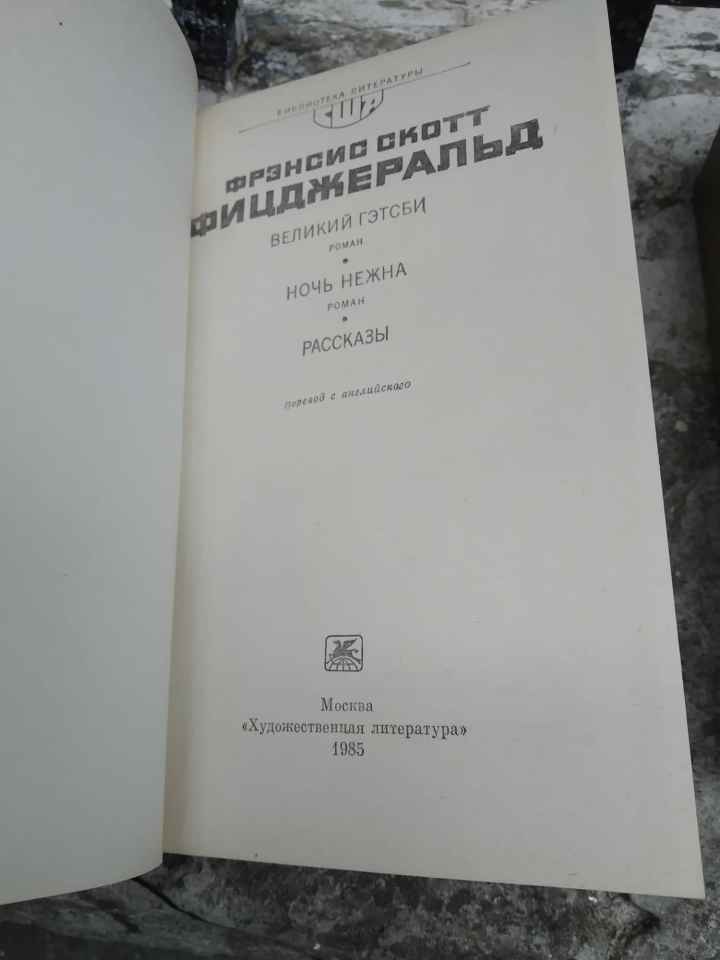 БИБЛИОТЕКА ЛИТЕРАТУРЫ
США
ФРЭНСИС СКОТТ
ФИЦДЖЕРАЛЬД
ВЕЛИКИЙ ГЭТСБИ
РОМАН
•
НОЧЬ НЕЖНА
РОМАН
•
РАССКАЗЫ
Перевод с английского
Москва
«Художественная литература»
1985